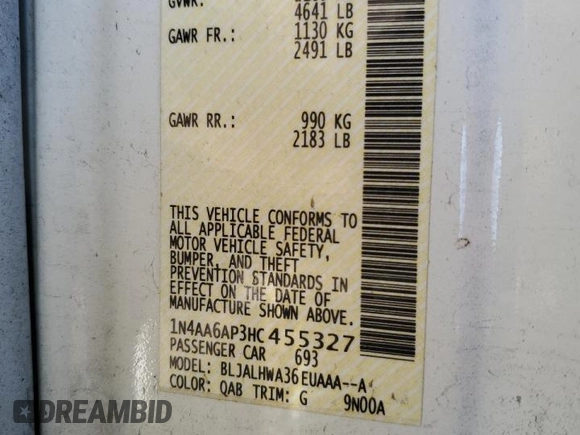 GVWR:
4641 LB
GAWR FR.: 1130 KG
2491 LB
GAWR RR.: 990 KG
2183 LB
THIS VEHICLE CONFORMS TO
ALL APPLICABLE FEDERAL
MOTOR VEHICLE SAFETY,
BUMPER, AND THEFT
PREVENTION STANDARDS IN
EFFECT ON THE DATE OF
MANUFACTURE SHOWN ABOVE.
1N4AA6AP3HC455327
PASSENGER CAR 693
MODEL: BLJALHWA36EUAAA--A
COLOR: QAB TRIM: G 9N00A
DREAMBID